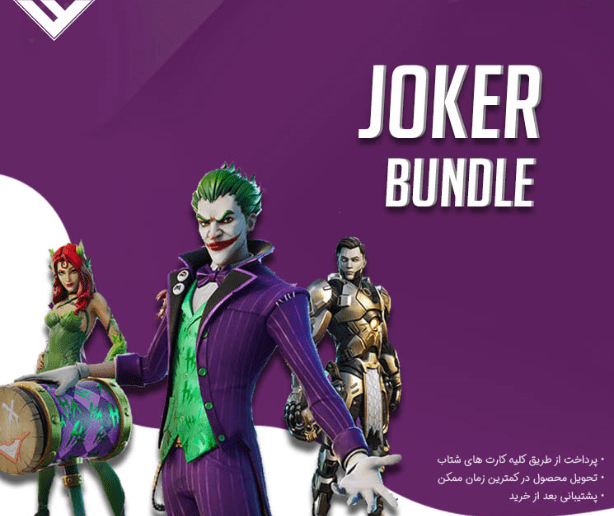 JOKER
BUNDLE
• پرداخت از طریق کلیه کارت های شتاب
• تحویل محصول در کمترین زمان ممکن
• پشتیبانی بعد از خرید